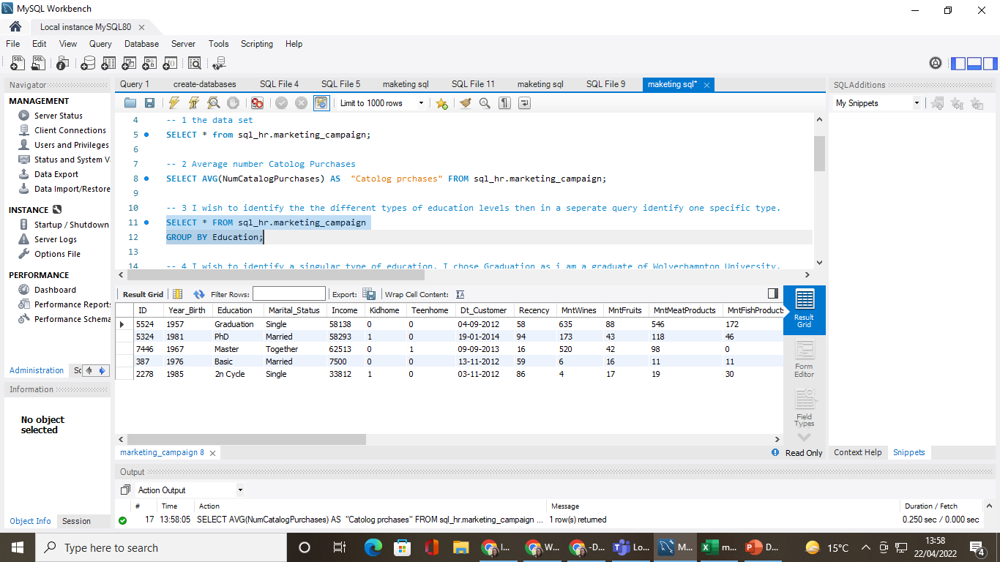 MySQL Workbench
Local instance MySQL80
File Edit View Query Database Server Tools Scripting Help
Navigator
MANAGEMENT
Server Status
Client Connections
Users and Privileges
Status and System V
Data Export
Data Import/Restore
INSTANCE
Startup / Shutdown
Server Logs
Options File
PERFORMANCE
Dashboard
Performance Reports
Performance Schema
Administration Sc
Information
No object
selected
Object Info Session
Query 1 create-databases SQL File 4 SQL File 5 maketing sql SQL File 11 maketing sql SQL File 9 maketing sql*
Limit to 1000 rows
4 -- 1 the data set
5 SELECT * from sql_hr.marketing_campaign;
6
7 -- 2 Average number Catolog Purchases
8 SELECT AVG(NumCatalogPurchases) AS "Catolog prchases" FROM sql_hr.marketing_campaign;
9
10 -- 3 I wish to identify the the different types of education levels then in a seperate query identify one specific type.
11 SELECT * FROM sql_hr.marketing_campaign
12 GROUP BY Education;
13
14 -- 4 I wish to identify a singular type of education. I chose Graduation as i am a graduate of Wolverhampton University.
Result Grid Filter Rows: Export: Wrap Cell Content:
ID Year_Birth Education Marital_Status Income Kidhome Teenhome Dt_Customer Recency MntWines MntFruits MntMeatProducts MntFishProducts
5524 1957 Graduation Single 58138 0 0 04-09-2012 58 635 88 546 172
5324 1981 PhD Married 58293 1 0 19-01-2014 94 173 43 118 46
7446 1967 Master Together 62513 0 1 09-09-2013 16 520 42 98 0
387 1976 Basic Married 7500 0 0 13-11-2012 59 6 16 11 11
2278 1985 2n Cycle Single 33812 1 0 03-11-2012 86 4 17 19 30
Result
Grid
Form
Editor
Field
Types
marketing_campaign 8
Read Only
Output
Action Output
# Time Action Message Duration / Fetch
17 13:58:05 SELECT AVG(NumCatalogPurchases) AS "Catolog prchases" FROM sql_hr.marketing_campaign ... 1 row(s) returned 0.250 sec / 0.000 sec
SQLAdditions
My Snippets
Context Help Snippets
Type here to search
I... W... -D... Lo... M... m... D...
15°C
13:58
22/04/2022
4